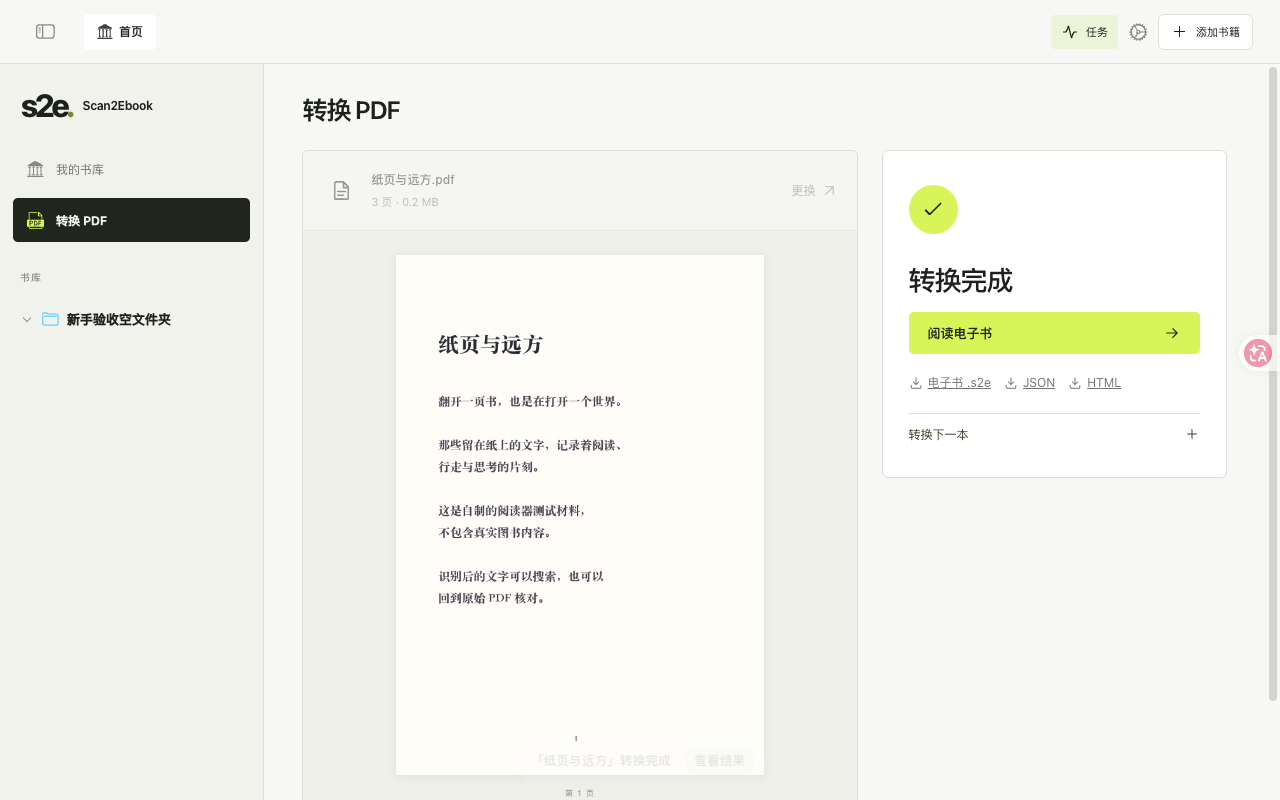 首页
任务
添加书籍
s2e. Scan2Ebook
我的书库
PDF 转换 PDF
书库
新手验收空文件夹
转换 PDF
纸页与远方.pdf
3 页 · 0.2 MB
更换
纸页与远方
翻开一页书，也是在打开一个世界。
那些留在纸上的文字，记录着阅读、
行走与思考的片刻。
这是自制的阅读器测试材料，
不包含真实图书内容。
识别后的文字可以搜索，也可以
回到原始 PDF 核对。
1
「纸页与远方」转换完成 查看结果
第 1 页
转换完成
阅读电子书
电子书 .s2e JSON HTML
转换下一本
A